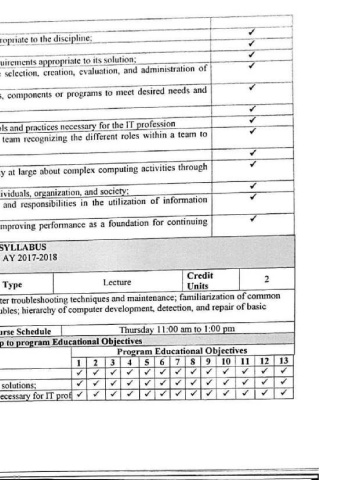 ropriate to the discipline;
✓
✓
uirements appropriate to its solution;
✓
selection, creation, evaluation, and administration of
✓
s, components or programs to meet desired needs and
✓
✓
ols and practices necessary for the IT profession
✓
team recognizing the different roles within a team to
✓
✓
y at large about complex computing activities through
✓
✓
ividuals, organization, and society;
✓
and responsibilities in the utilization of information
✓
mproving performance as a foundation for continuing
✓
SYLLABUS
AY 2017-2018
Type Lecture Credit Units 2
ter troubleshooting techniques and maintenance; familiarization of common
ubles; hierarchy of computer development, detection, and repair of basic
urse Schedule Thursday 11:00 am to 1:00 pm
p to program Educational Objectives
Program Educational Objectives
1 2 3 4 5 6 7 8 9 10 11 12 13
✓ ✓ ✓ ✓ ✓ ✓ ✓ ✓ ✓ ✓ ✓ ✓ ✓
solutions; ✓ ✓ ✓ ✓ ✓ ✓ ✓ ✓ ✓ ✓ ✓ ✓ ✓
ecessary for IT prof ✓ ✓ ✓ ✓ ✓ ✓ ✓ ✓ ✓ ✓ ✓ ✓ ✓